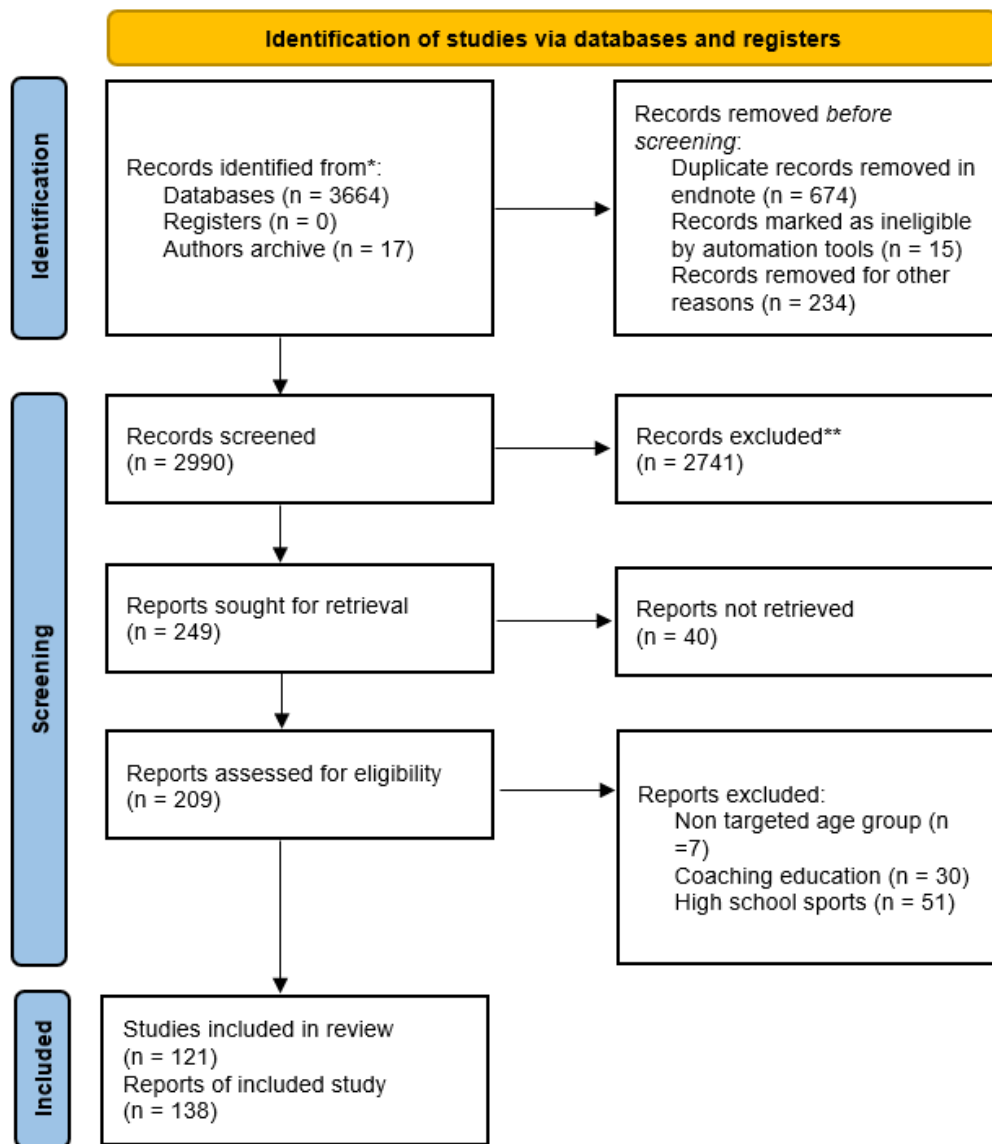 Identification of studies via databases and registers
Identification
Records identified from*:
Databases (n = 3664)
Registers (n = 0)
Authors archive (n = 17)
Records removed before
screening:
Duplicate records removed in
endnote (n = 674)
Records marked as ineligible
by automation tools (n = 15)
Records removed for other
reasons (n = 234)
Screening
Records screened
(n = 2990)
Records excluded**
(n = 2741)
Reports sought for retrieval
(n = 249)
Reports not retrieved
(n = 40)
Reports assessed for eligibility
(n = 209)
Reports excluded:
Non targeted age group (n
=7)
Coaching education (n = 30)
High school sports (n = 51)
Included
Studies included in review
(n = 121)
Reports of included study
(n = 138)